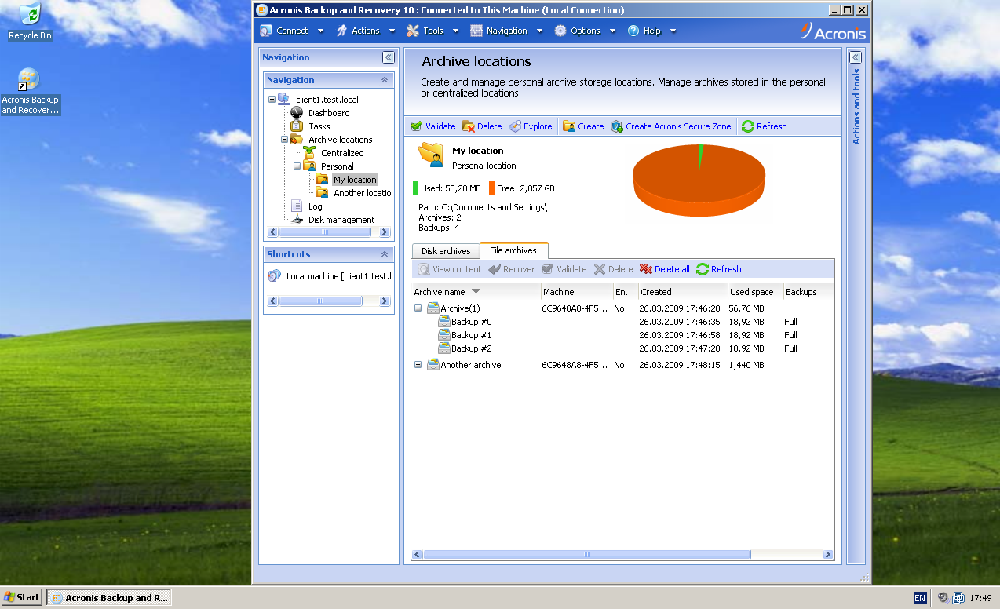 Recycle Bin
Acronis Backup
and Recover...
Acronis Backup and Recovery 10 : Connected to This Machine (Local Connection)
Connect Actions Tools Navigation Options Help Acronis
Navigation
Navigation
client1.test.local
Dashboard
Tasks
Archive locations
Centralized
Personal
My location
Another locatio
Log
Disk management
Shortcuts
Local machine [client1.test.l
Archive locations
Create and manage personal archive storage locations. Manage archives stored in the personal
or centralized locations.
Validate Delete Explore Create Create Acronis Secure Zone Refresh
My location
Personal location
Used: 58,20 MB Free: 2,057 GB
Path: C:\Documents and Settings\
Archives: 2
Backups: 4
Disk archives File archives
View content Recover Validate Delete Delete all Refresh
Archive name Machine En... Created Used space Backups
Archive(1) 6C9648A8-4F5... No 26.03.2009 17:46:20 56,76 MB
Backup #0 26.03.2009 17:46:35 18,92 MB Full
Backup #1 26.03.2009 17:46:58 18,92 MB Full
Backup #2 26.03.2009 17:47:28 18,92 MB Full
Another archive 6C9648A8-4F5... No 26.03.2009 17:48:15 1,440 MB
Actions and tools
Start Acronis Backup and R... EN 17:49